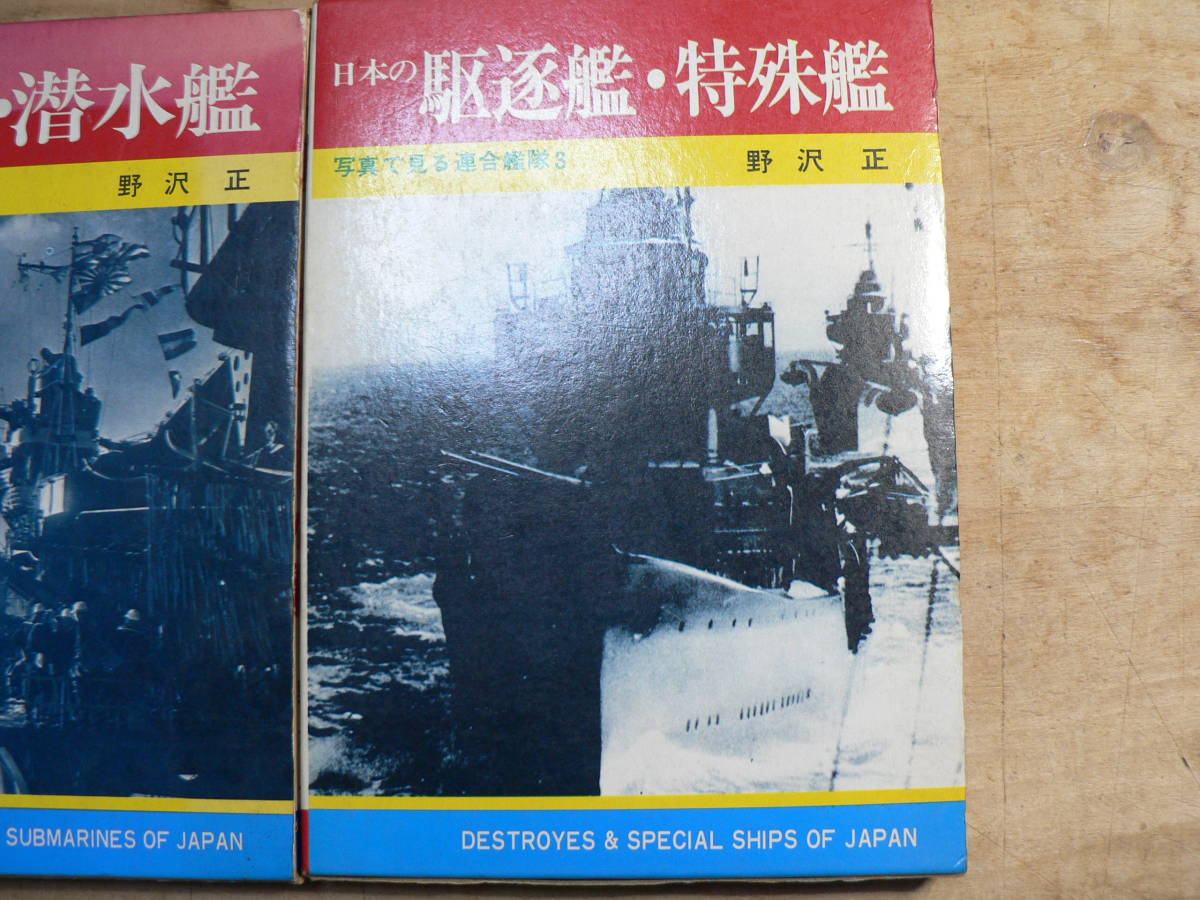 ・潜水艦
野沢 正
SUBMARINES OF JAPAN
日本の駆逐艦・特殊艦
写真で見る連合艦隊3
野沢 正
DESTROYES & SPECIAL SHIPS OF JAPAN